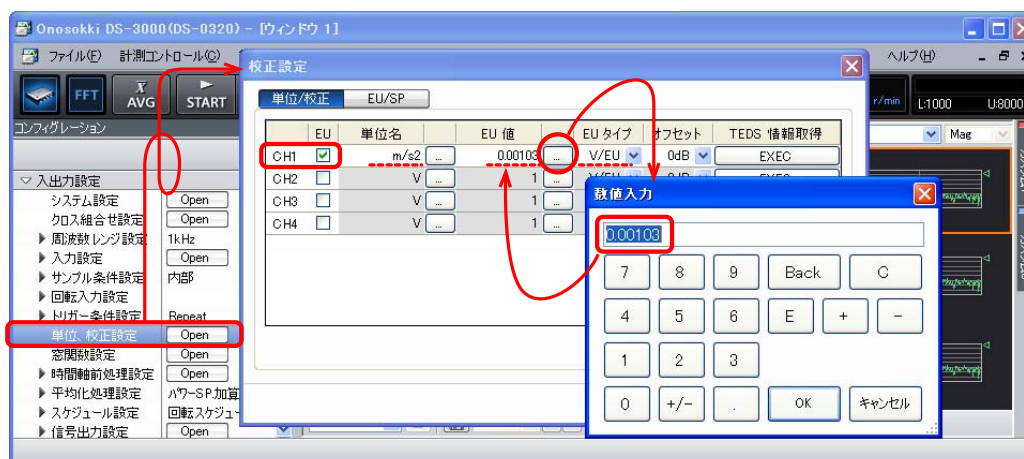 Onosokki DS-3000(DS-0320) - [ウィンドウ 1]
ファイル(F) 計測コントロール(C) ヘルプ(H)
FFT X AVG START r/min L:1000 U:8000
コンフィグレーション Mag
入出力設定
システム設定 Open
クロス組合せ設定 Open
周波数レンジ設定 1kHz
入力設定 Open
サンプル条件設定 内部
回転入力設定
トリガー条件設定 Repeat
単位、校正設定 Open
窓関数設定 Open
時間軸前処理設定 Open
平均化処理設定 パワーSP.加算
スケジュール設定 回転スケジュー
信号出力設定 Open
校正設定
単位/校正 EU/SP
EU 単位名 EU 値 EU タイプ オフセット TEDS 情報取得
CH1 m/s2 ... 0.00103 ... V/EU 0dB EXEC
CH2 V ... 1 ... V/EU 0dB EXEC
CH3 V ... 1 ...
CH4 V ... 1 ...
数値入力
0.00103
7 8 9 Back C
4 5 6 E + -
1 2 3
0 +/- . OK キャンセル